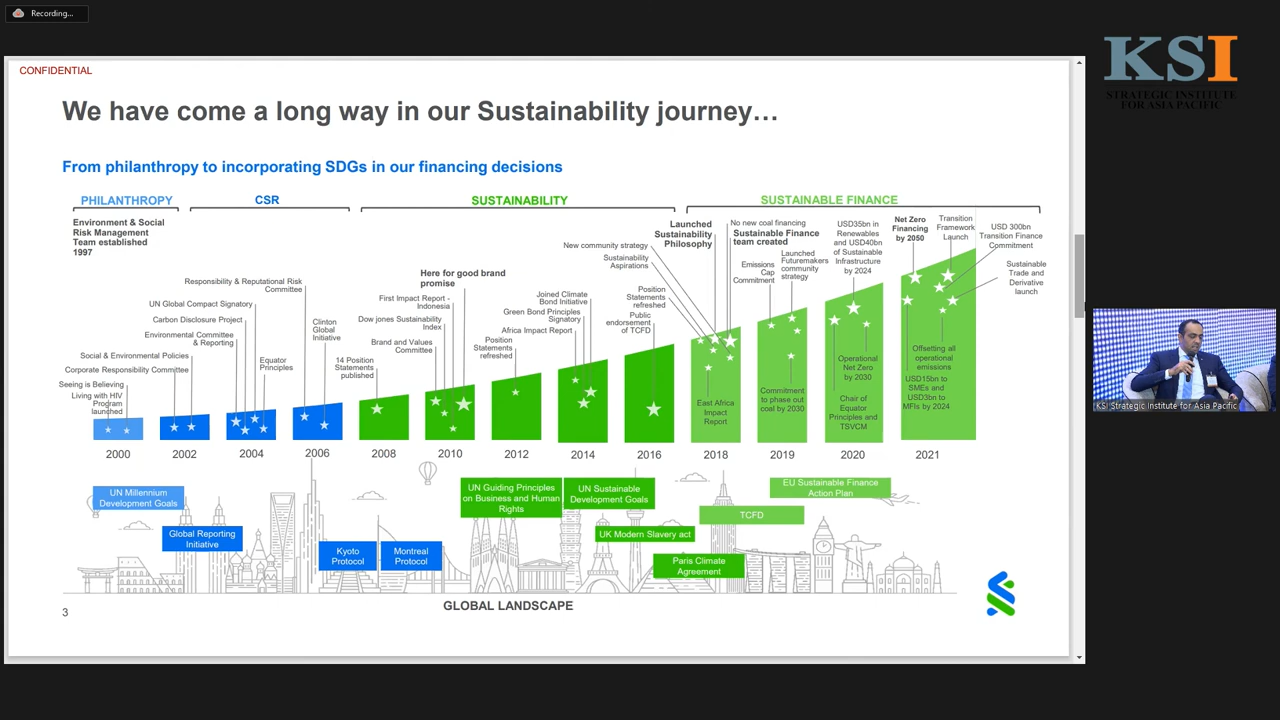 Recording...
KSI
STRATEGIC INSTITUTE
FOR ASIA PACIFIC
CONFIDENTIAL
We have come a long way in our Sustainability journey…
From philanthropy to incorporating SDGs in our financing decisions
PHILANTHROPY
CSR
SUSTAINABILITY
SUSTAINABLE FINANCE
Environment & Social
Risk Management
Team established
1997
Seeing is Believing
Living with HIV
Program
launched
Corporate Responsibility Committee
Social & Environmental Policies
Environmental Committee
& Reporting
Carbon Disclosure Project
UN Global Compact Signatory
Responsibility & Reputational Risk
Committee
Equator
Principles
Clinton
Global
Initiative
14 Position
Statements
published
Brand and Values
Committee
Dow jones Sustainability
Index
First Impact Report -
Indonesia
Here for good brand
promise
Position
Statements
refreshed
Africa Impact Report
Green Bond Principles
Signatory
Joined Climate
Bond Initiative
Public
endorsement
of TCFD
Position
Statements
refreshed
Sustainability
Aspirations
New community strategy
Launched
Sustainability
Philosophy
No new coal financing
Sustainable Finance
team created
East Africa
Impact
Report
Emissions
Cap
Commitment
Launched
Futuremakers
community
strategy
Commitment
to phase out
coal by 2030
USD35bn in
Renewables
and USD40bn
of Sustainable
Infrastructure
by 2024
Operational
Net Zero
by 2030
Chair of
Equator
Principles and
TSVCM
Net Zero
Financing
by 2050
Transition
Framework
Launch
USD 300bn
Transition Finance
Commitment
Sustainable
Trade and
Derivative
launch
Offsetting all
operational
emissions
USD15bn to
SMEs and
USD3bn to
MFIs by 2024
2000
2002
2004
2006
2008
2010
2012
2014
2016
2018
2020
2020
2021
UN Millennium
Development Goals
Global Reporting
Initiative
Kyoto
Protocol
Montreal
Protocol
UN Guiding Principles
on Business and Human
Rights
UN Sustainable
Development Goals
UK Modern Slavery act
Paris Climate
Agreement
TCFD
EU Sustainable Finance
Action Plan
GLOBAL LANDSCAPE
3
KSI Strategic Institute for Asia Pacific